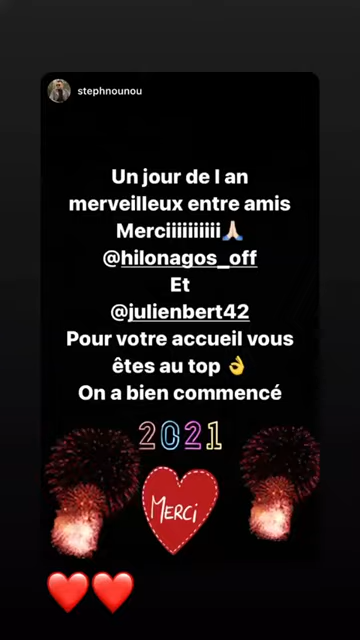 stephnounou
Un jour de l an
merveilleux entre amis
Merciiiiiiiiii🙏🏻
@hilonagos_off
Et
@julienbert42
Pour votre accueil vous
êtes au top 👌
On a bien commencé
2021
MERCI
❤️❤️